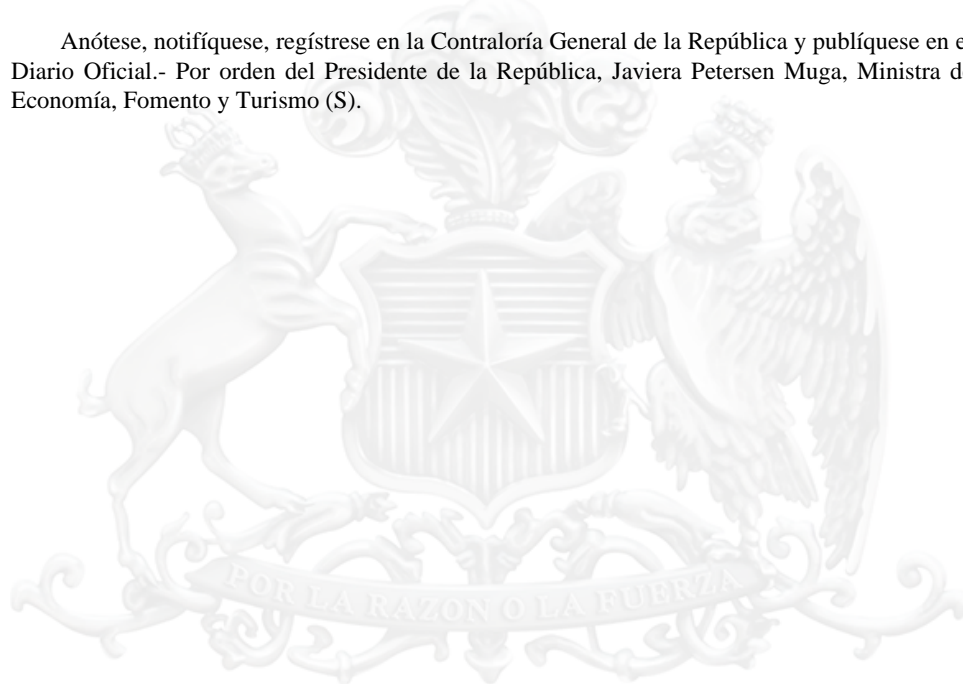 Anótese, notifíquese, regístrese en la Contraloría General de la República y publíquese en e
Diario Oficial.- Por orden del Presidente de la República, Javiera Petersen Muga, Ministra d
Economía, Fomento y Turismo (S).
POR LA RAZON O LA FUERZA